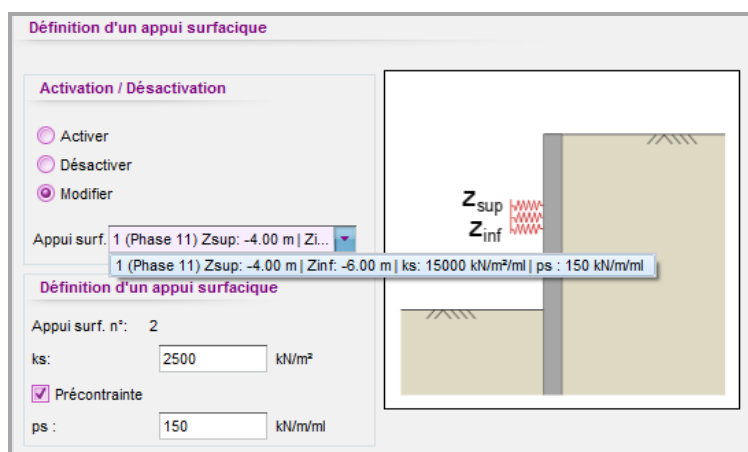 Définition d'un appui surfacique
Activation / Désactivation
Activer
Désactiver
Modifier
Appui surf. 1 (Phase 11) Zsup: -4.00 m | Zi...
1 (Phase 11) Zsup: -4.00 m | Zinf: -6.00 m | ks: 15000 kN/m²/ml | ps : 150 kN/m/ml
Définition d'un appui surfacique
Appui surf. n°: 2
ks: 2500 kN/m²
Précontrainte
ps : 150 kN/m/ml
Zsup
Zinf